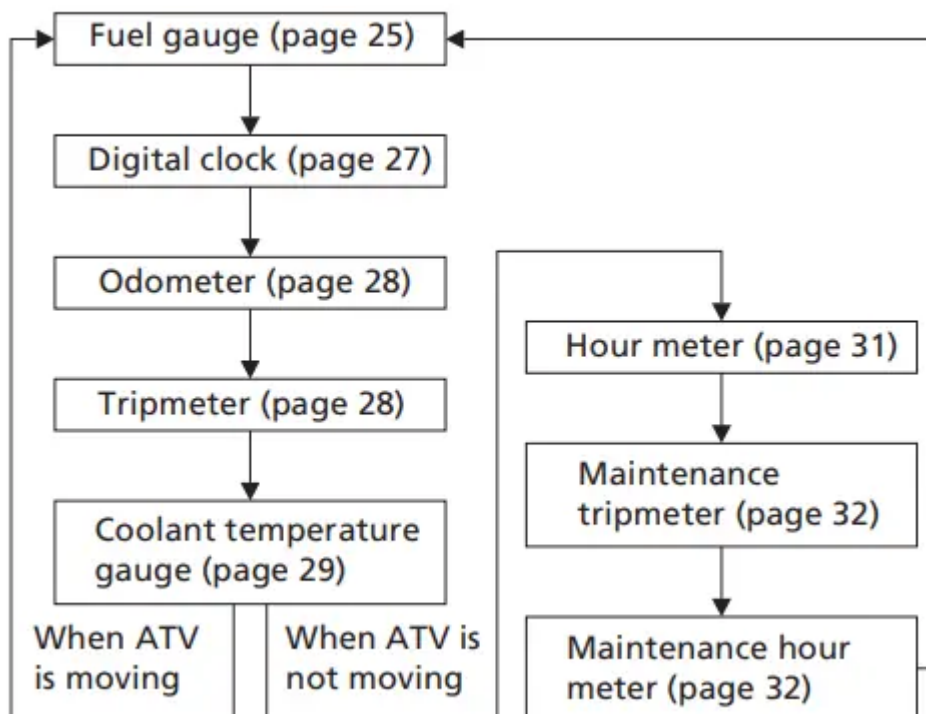 Fuel gauge (page 25)
Digital clock (page 27)
Odometer (page 28)
Tripmeter (page 28)
Coolant temperature
gauge (page 29)
When ATV
is moving
When ATV is
not moving
Hour meter (page 31)
Maintenance
tripmeter (page 32)
Maintenance hour
meter (page 32)